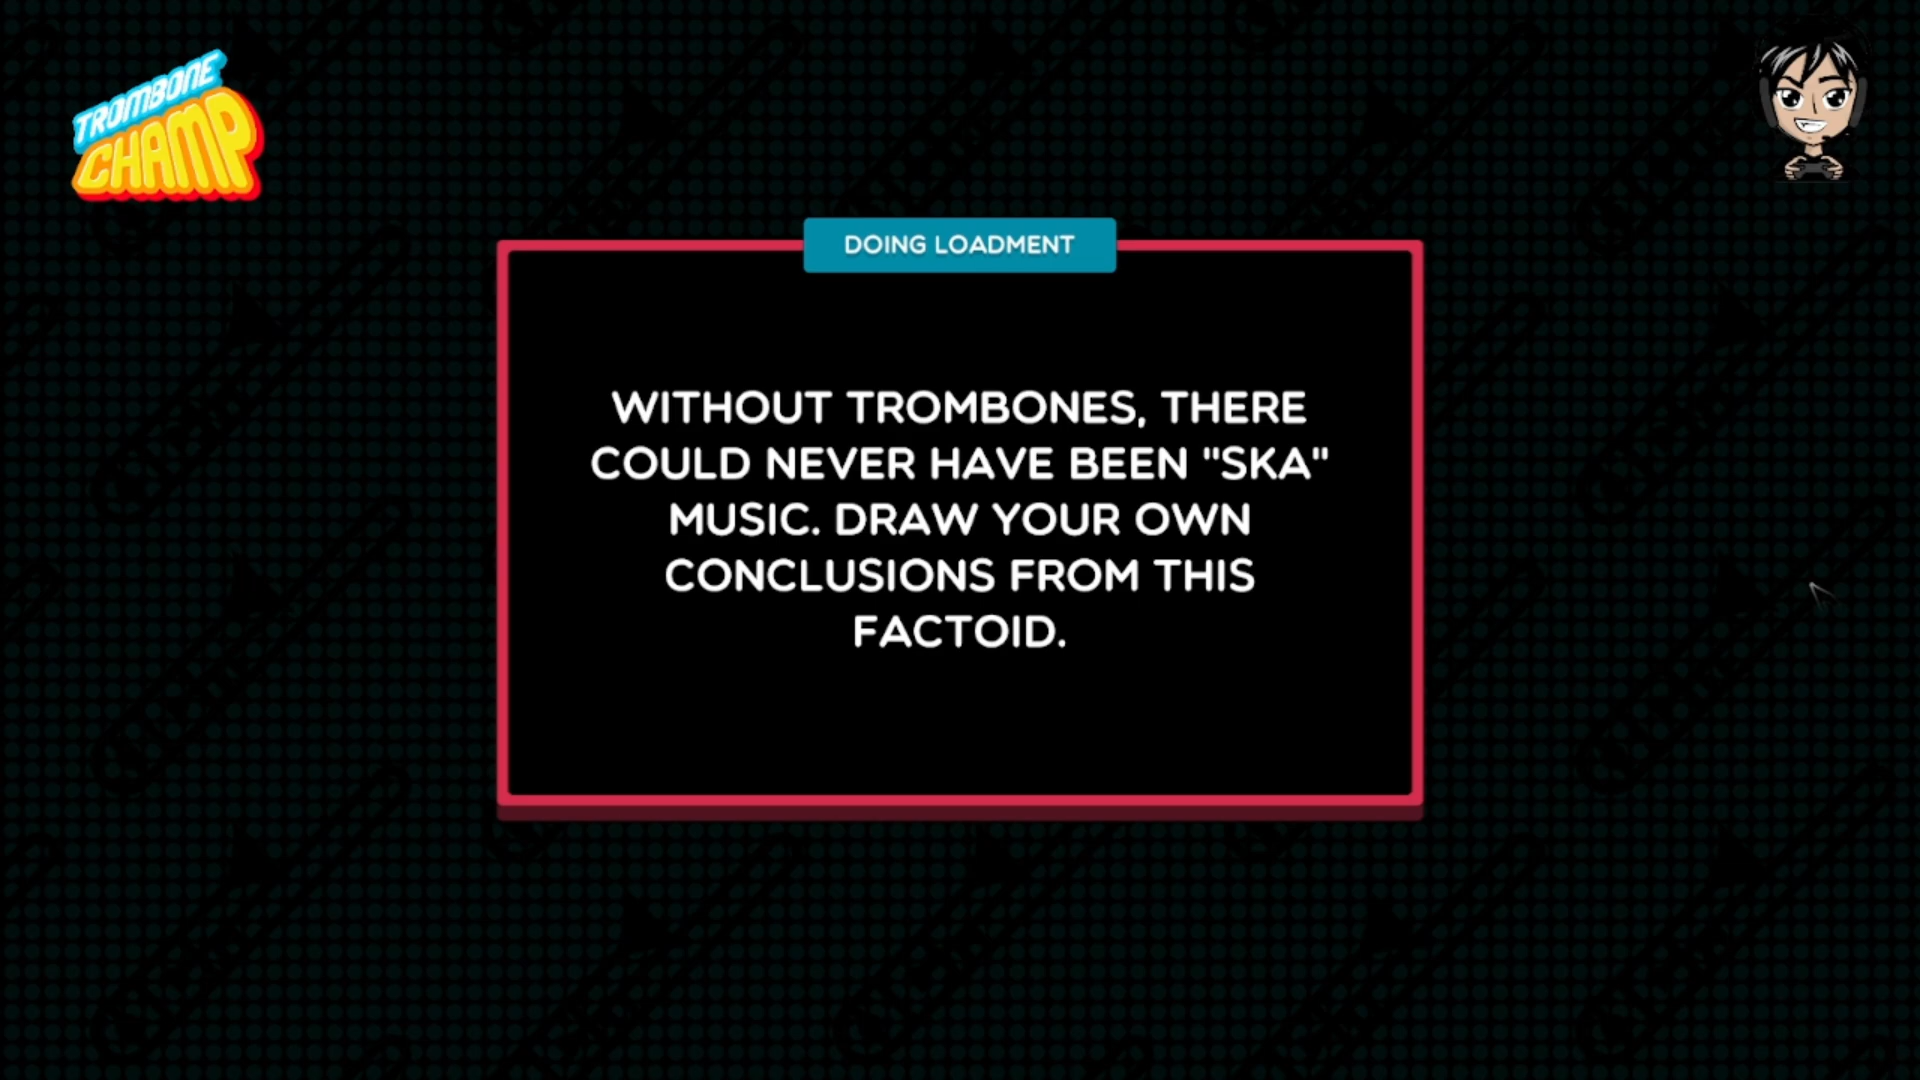 TROMBONE
CHAMP
DOING LOADMENT
WITHOUT TROMBONES, THERE
COULD NEVER HAVE BEEN "SKA"
MUSIC. DRAW YOUR OWN
CONCLUSIONS FROM THIS
FACTOID.